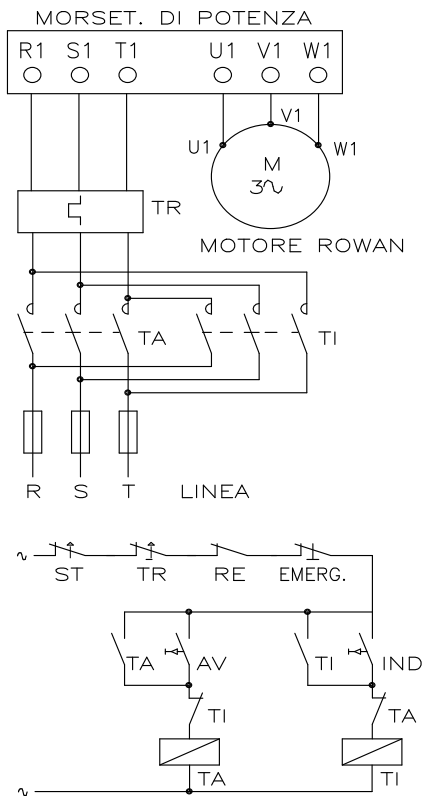 MORSET. DI POTENZA
R1 S1 T1 U1 V1 W1
V1
U1 W1
M
3
TR
MOTORE ROWAN
TA TI
R S T LINEA
~
ST TR RE EMERG.
TA AV TI IND
TI TA
TA TI
~